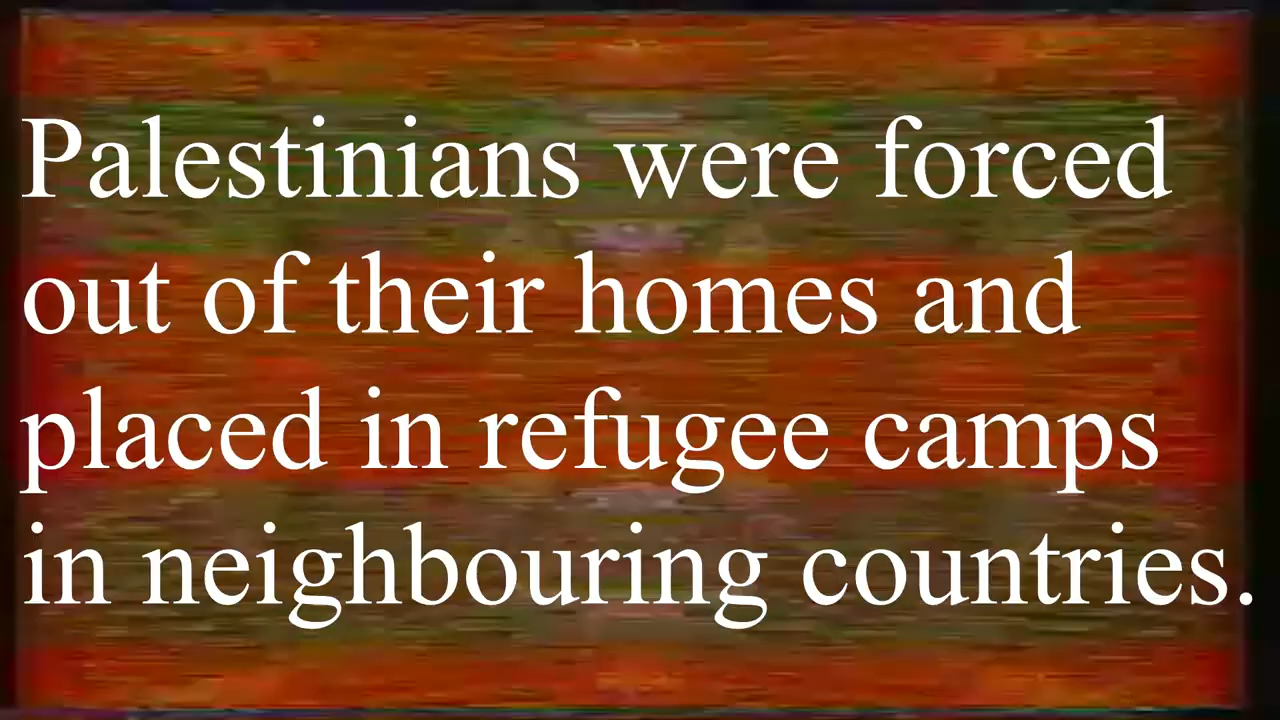 Palestinians were forced
out of their homes and
placed in refugee camps
in neighbouring countries.